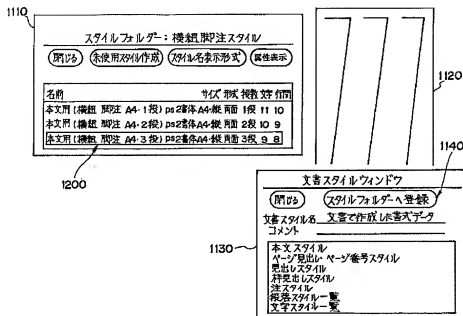 1110
スタイルフォルダー：横組脚注スタイル
閉じる 未使用スタイル作成 スタイル名表示形式 属性表示
名前 サイズ 形式 段数 文字 行間
本文用(横組 脚注 A4・1段) ps2書体A4・縦 両面 1段 11 10
本文用(横組 脚注 A4・2段) ps2書体A4・縦 両面 2段 10 9
本文用(横組 脚注 A4・3段) ps2書体A4・縦 両面 3段 9 8
1200
1120
1140
文書スタイルウィンドウ
閉じる スタイルフォルダーへ登録
文書スタイル名 文書で作成した書式データ
コメント
1130
本文スタイル
ページ見出し・ページ番号スタイル
見出しスタイル
枠見出しスタイル
注スタイル
段落スタイル一覧
文字スタイル一覧